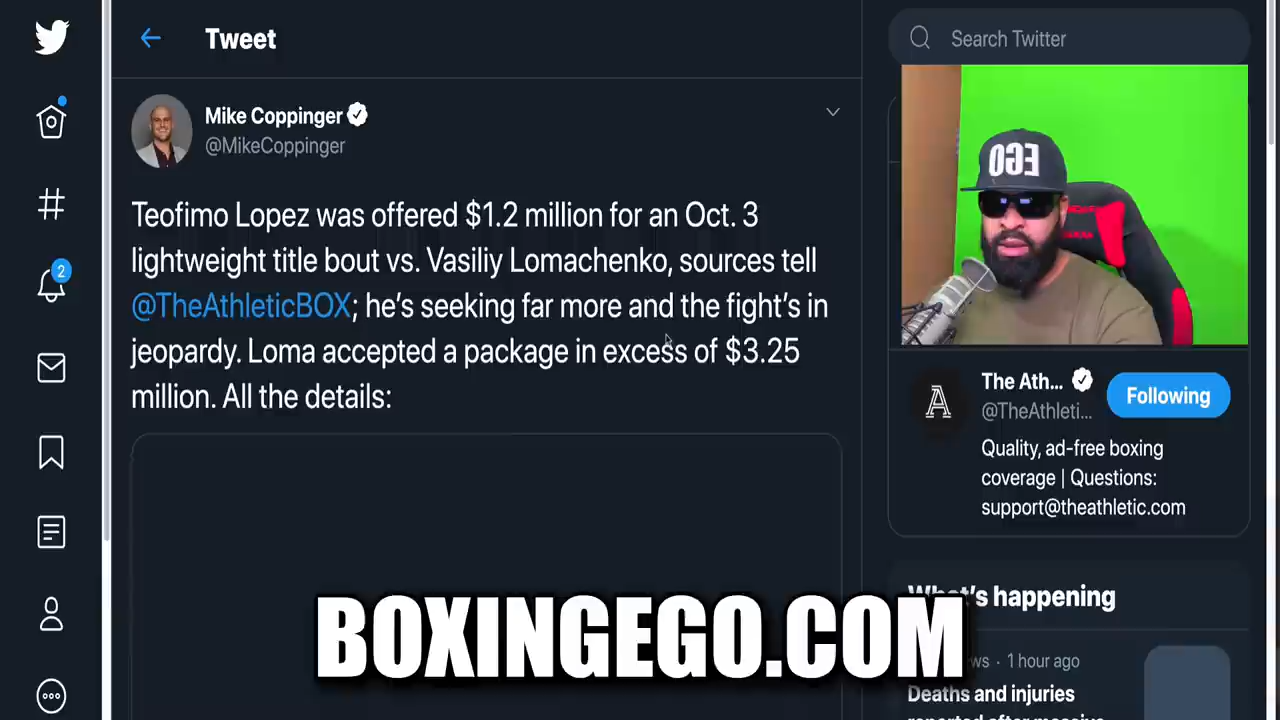 Tweet
Search Twitter
Mike Coppinger
@MikeCoppinger
Teofimo Lopez was offered $1.2 million for an Oct. 3
lightweight title bout vs. Vasiliy Lomachenko, sources tell
@TheAthleticBOX; he's seeking far more and the fight's in
jeopardy. Loma accepted a package in excess of $3.25
million. All the details:
EGO
2
The Ath...
@TheAthleti...
Following
Quality, ad-free boxing
coverage | Questions:
support@theathletic.com
What's happening
1 hour ago
Deaths and injuries
BOXINGEGO.COM